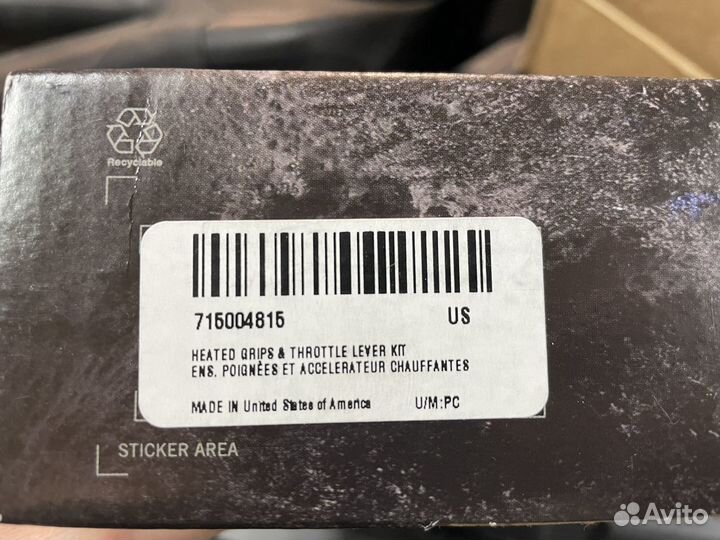 Recyclable
715004815 US
HEATED GRIPS & THROTTLE LEVER KIT
ENS. POIGNÈES ET ACCELERATEUR CHAUFFANTES
MADE IN United States of America U/M:PC
STICKER AREA
Avito